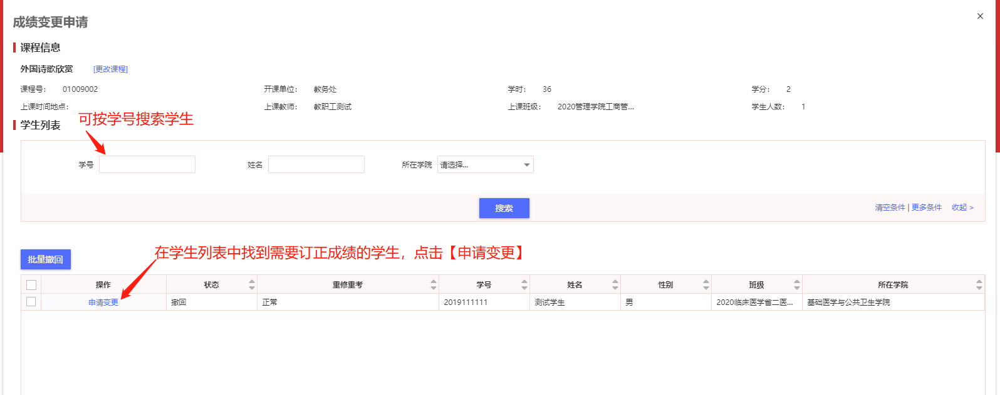 成绩变更申请
×
课程信息
外国诗歌欣赏 [更改课程]
课程号： 01009002 开课单位： 教务处 学时： 36 学分： 2
上课时间地点： 上课教师： 教职工测试 上课班级： 2020管理学院工商管... 学生人数： 1
可按学号搜索学生
学生列表
学号 姓名 所在学院 请选择...
搜索
清空条件 | 更多条件 收起 >
在学生列表中找到需要订正成绩的学生，点击【申请变更】
批量撤回
操作 状态 重修重考 学号 姓名 性别 班级 所在学院
申请变更 撤回 正常 2019111111 测试学生 男 2020临床医学省二医... 基础医学与公共卫生学院